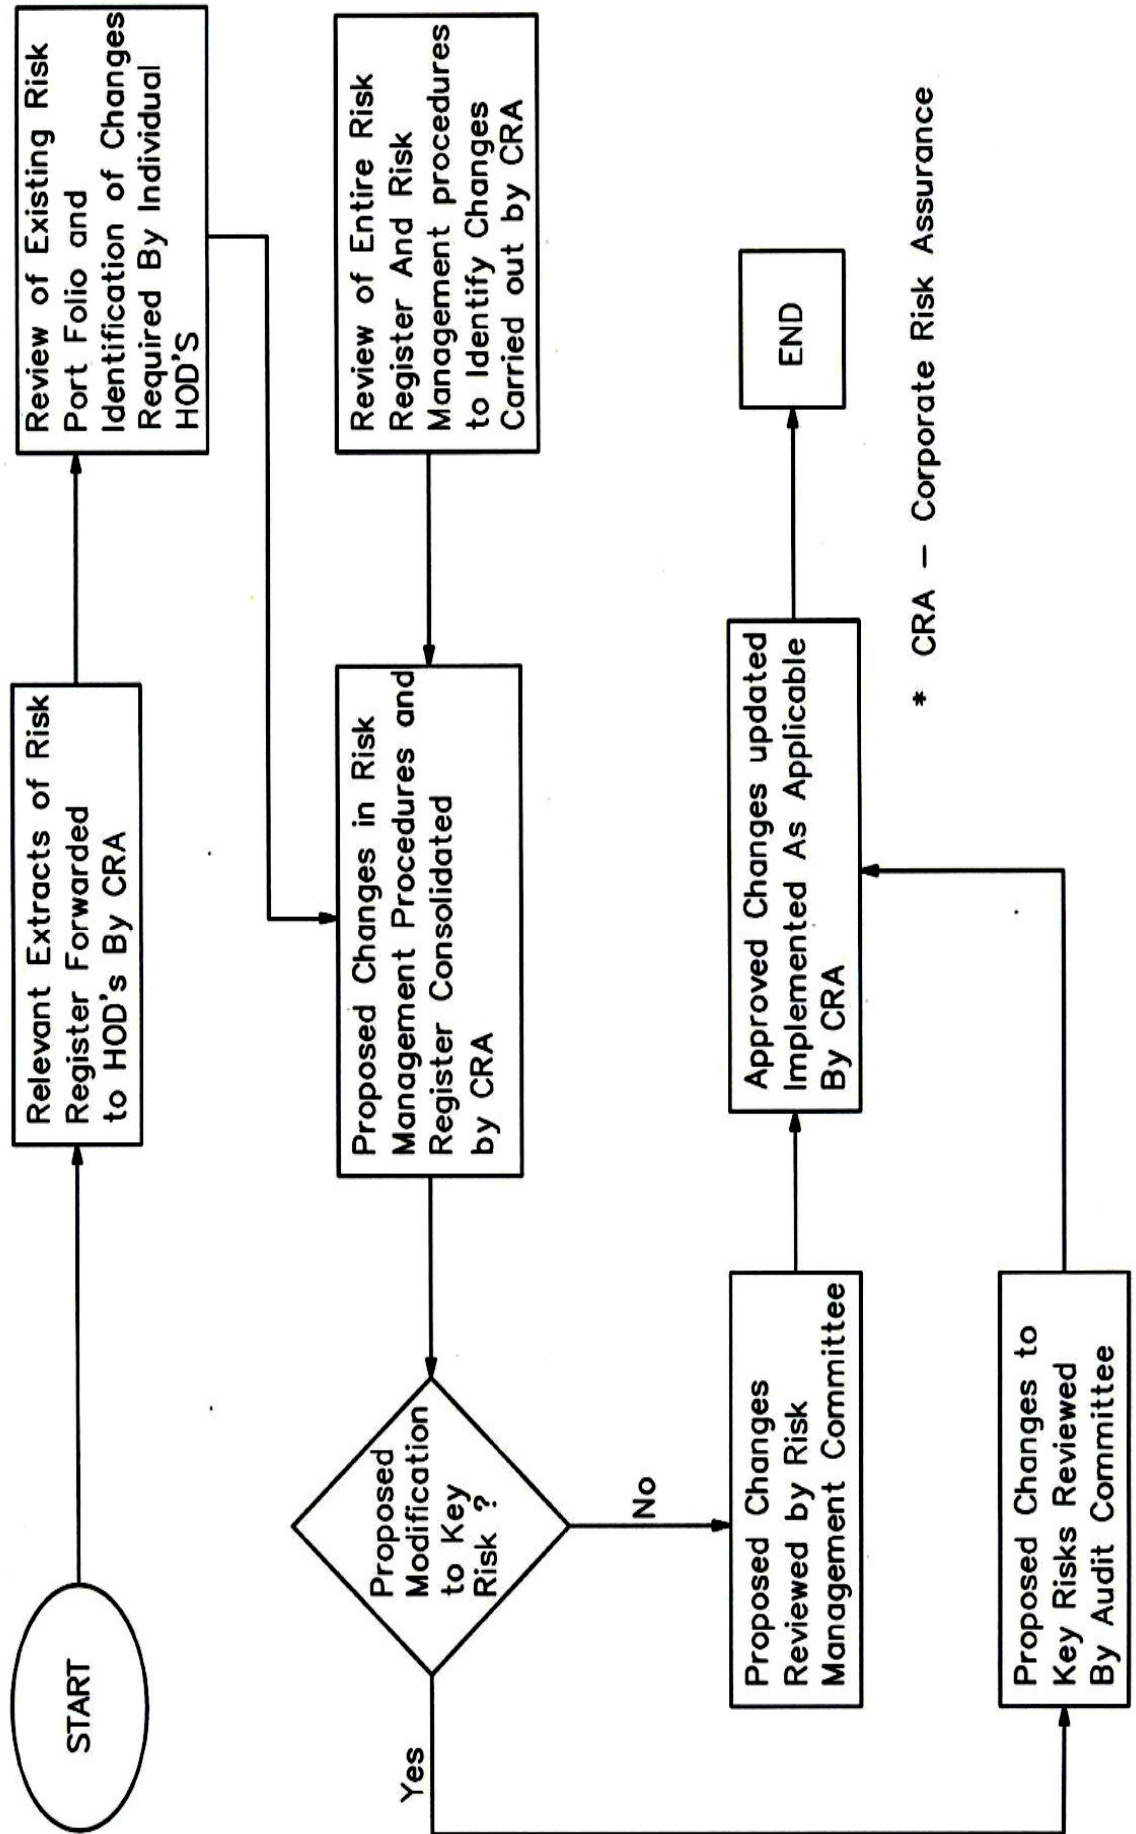 START
Relevant Extracts of Risk
Register Forwarded
to HOD's By CRA
Review of Existing Risk
Port Folio and
Identification of Changes
Required By Individual
HOD'S
Proposed
Modification
to Key
Risk ?
Proposed Changes in Risk
Management Procedures and
Register Consolidated
by CRA
Review of Entire Risk
Register And Risk
Management procedures
to Identify Changes
Carried out by CRA
Yes
No
Proposed Changes
Reviewed by Risk
Management Committee
Approved Changes updated
Implemented As Applicable
By CRA
END
Proposed Changes to
Key Risks Reviewed
By Audit Committee
* CRA – Corporate Risk Assurance